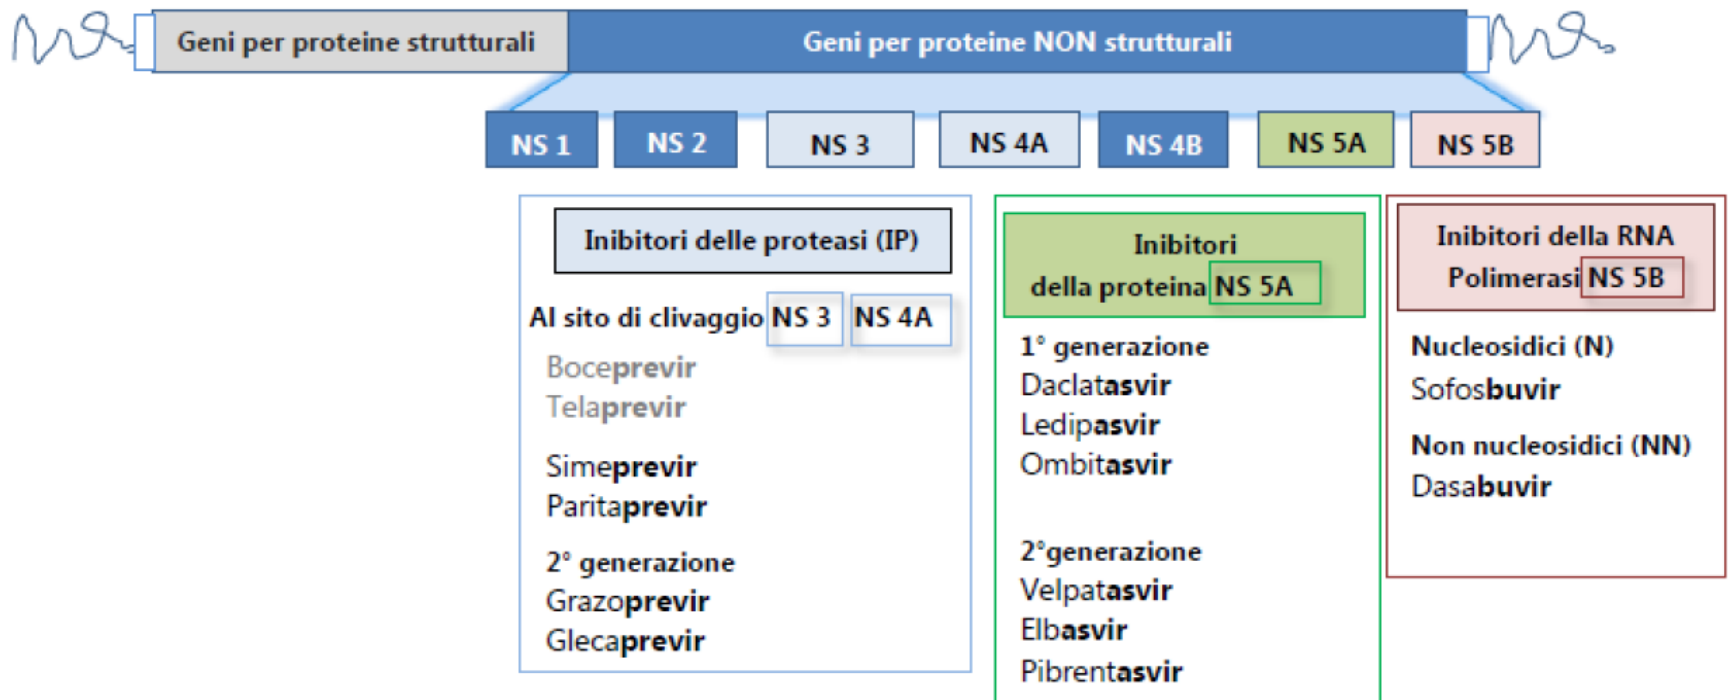 Geni per proteine strutturali
Geni per proteine NON strutturali
NS 1
NS 2
NS 3
NS 4A
NS 4B
NS 5A
NS 5B
Inibitori delle proteasi (IP)
Al sito di clivaggio NS 3 NS 4A
Boceprevir
Telaprevir
Simeprevir
Paritaprevir
2° generazione
Grazoprevir
Glecaprevir
Inibitori
della proteina NS 5A
1° generazione
Daclatasvir
Ledipasvir
Ombitasvir
2°generazione
Velpatasvir
Elbasvir
Pibrentasvir
Inibitori della RNA
Polimerasi NS 5B
Nucleosidici (N)
Sofosbuvir
Non nucleosidici (NN)
Dasabuvir